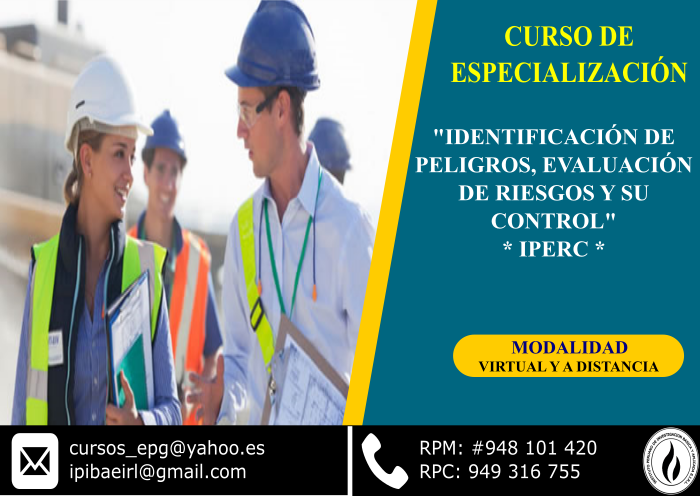 CURSO DE
ESPECIALIZACIÓN
"IDENTIFICACIÓN DE
PELIGROS, EVALUACIÓN
DE RIESGOS Y SU
CONTROL"
* IPERC *
MODALIDAD
VIRTUAL Y A DISTANCIA
cursos_epg@yahoo.es
ipibaeirl@gmail.com
RPM: #948 101 420
RPC: 949 316 755